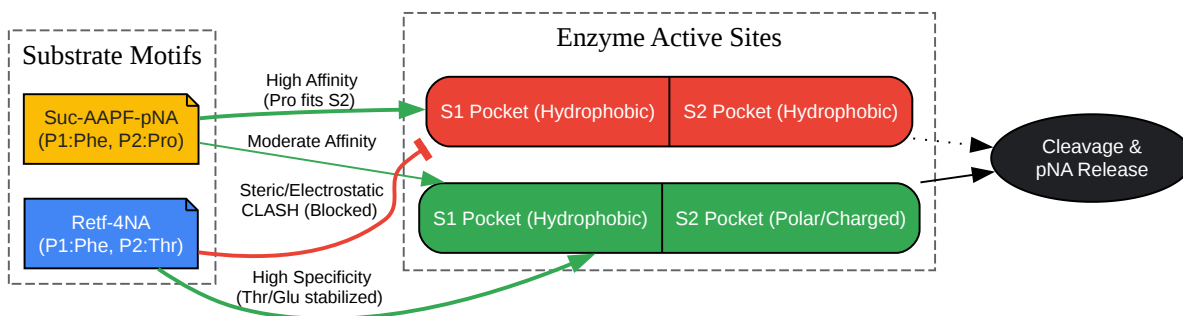 Substrate Motifs
Suc-AAPF-pNA
(P1:Phe, P2:Pro)
Retf-4NA
(P1:Phe, P2:Thr)
High Affinity
(Pro fits S2)
Moderate Affinity
Steric/Electrostatic
CLASH (Blocked)
High Specificity
(Thr/Glu stabilized)
Enzyme Active Sites
S1 Pocket (Hydrophobic)
S2 Pocket (Hydrophobic)
S1 Pocket (Hydrophobic)
S2 Pocket (Polar/Charged)
Cleavage &
pNA Release